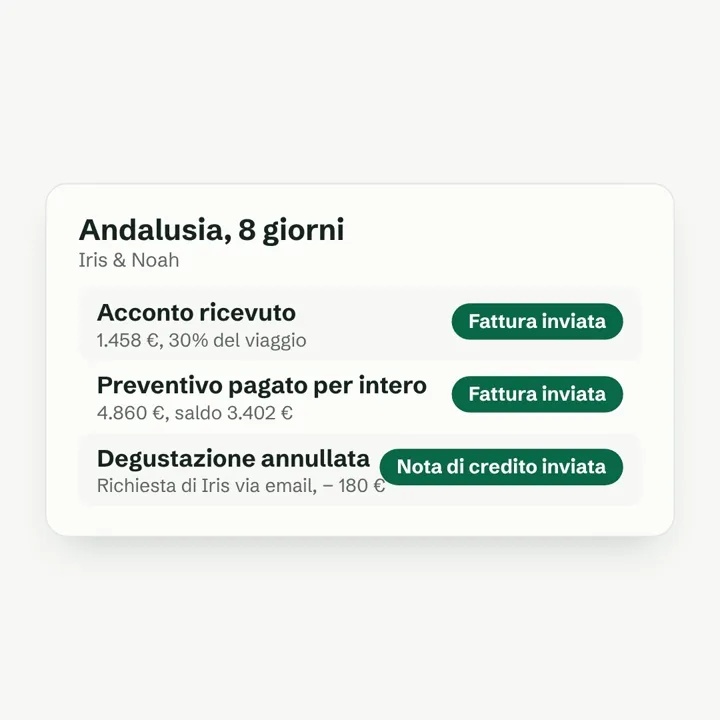 Andalusia, 8 giorni
Iris & Noah
Acconto ricevuto
1.458 €, 30% del viaggio
Fattura inviata
Preventivo pagato per intero
4.860 €, saldo 3.402 €
Fattura inviata
Degustazione annullata
Richiesta di Iris via email, – 180 €
Nota di credito inviata